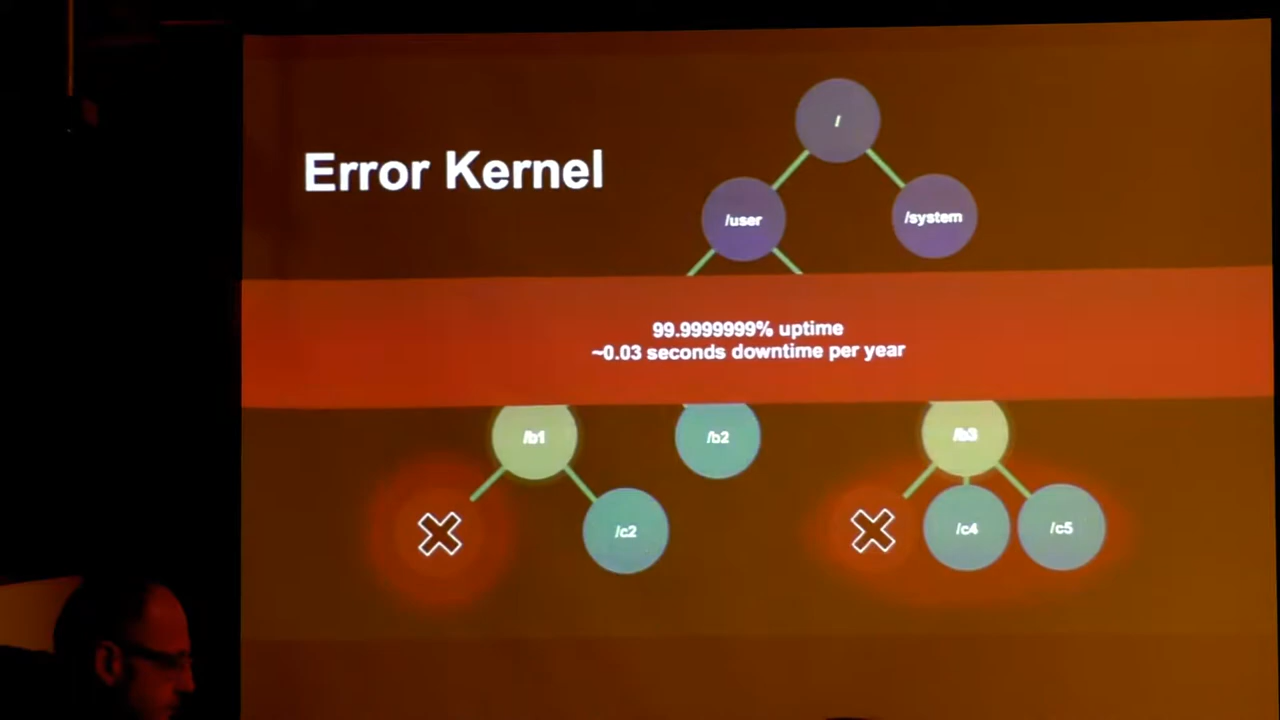 /
Error Kernel
/user
/system
99.9999999% uptime
~0.03 seconds downtime per year
/b1
/b2
/b3
/c2
/c4
/c5